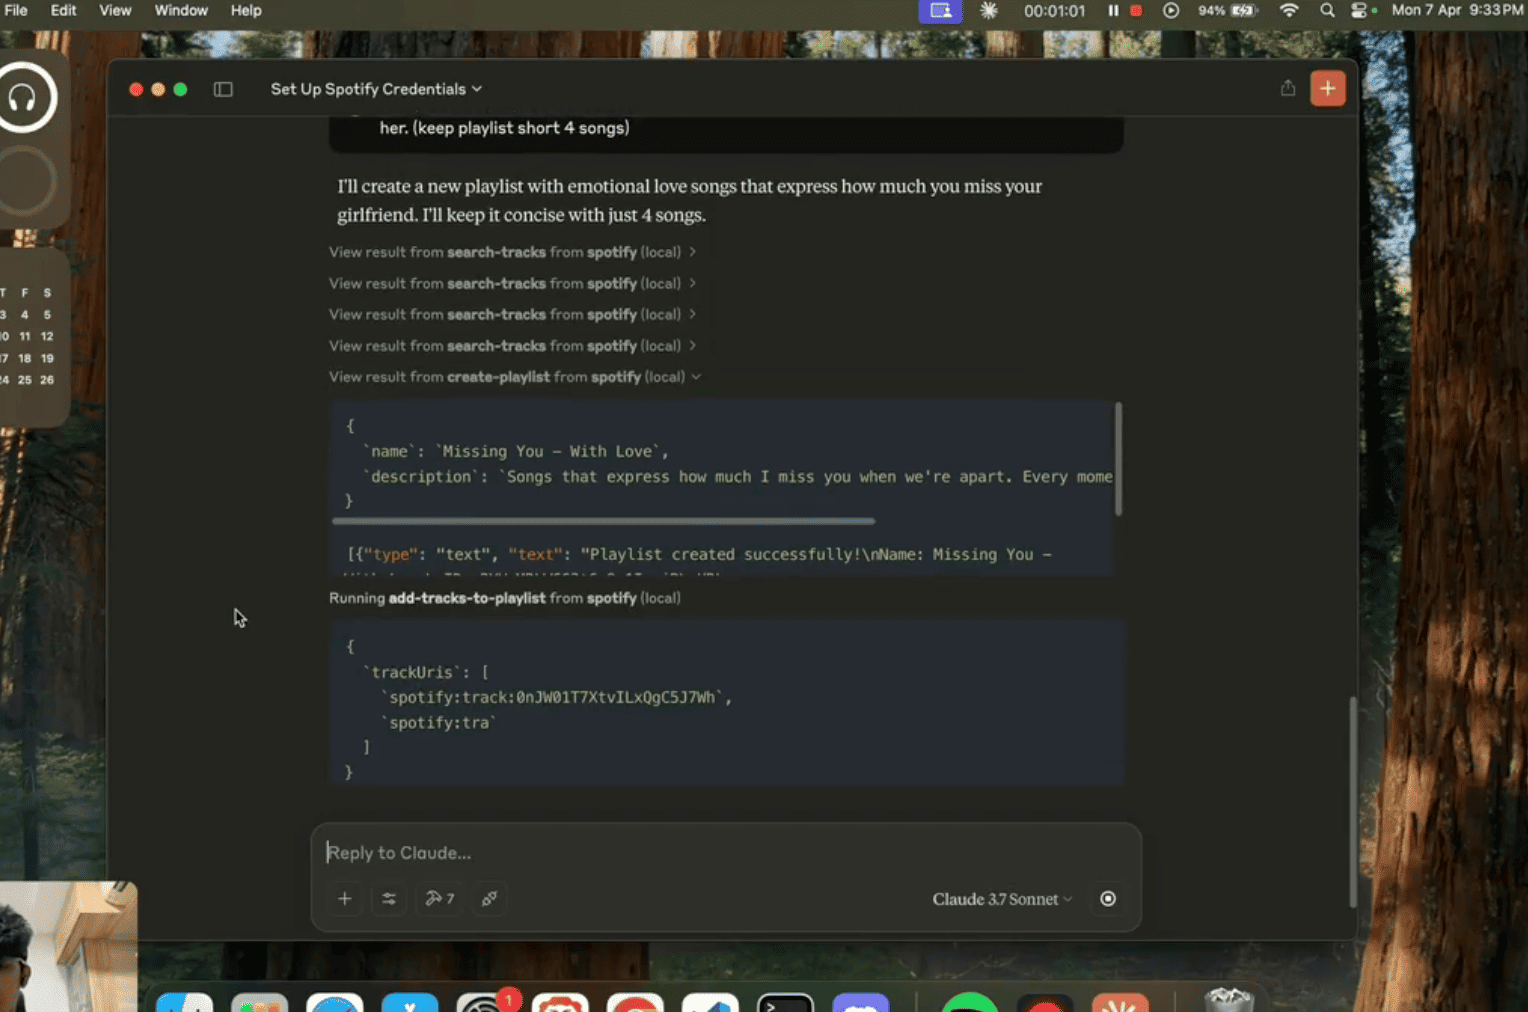 File Edit View Window Help 00:01:01 94% Mon 7 Apr 9:33PM
Set Up Spotify Credentials
her. (keep playlist short 4 songs)
I'll create a new playlist with emotional love songs that express how much you miss your
girlfriend. I'll keep it concise with just 4 songs.
View result from search-tracks from spotify (local)
View result from search-tracks from spotify (local)
View result from search-tracks from spotify (local)
View result from search-tracks from spotify (local)
View result from create-playlist from spotify (local)
{
`name`: `Missing You – With Love`,
`description`: `Songs that express how much I miss you when we're apart. Every mome
}
[{"type": "text", "text": "Playlist created successfully!\nName: Missing You –
Running add-tracks-to-playlist from spotify (local)
{
`trackUris`: [
`spotify:track:0nJW01T7XtvILxQgC5J7Wh`,
`spotify:tra`
]
}
Reply to Claude...
7 Claude 3.7 Sonnet
T F S
3 4 5
10 11 12
17 18 19
24 25 26
1